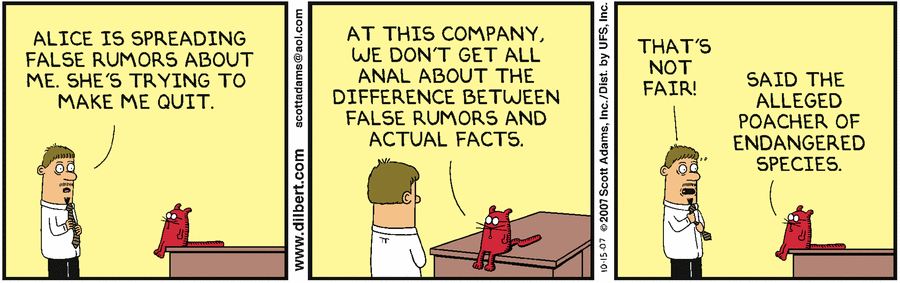 ALICE IS SPREADING
FALSE RUMORS ABOUT
ME. SHE'S TRYING TO
MAKE ME QUIT.
www.dilbert.com
scottadams@aol.com
AT THIS COMPANY,
WE DON'T GET ALL
ANAL ABOUT THE
DIFFERENCE BETWEEN
FALSE RUMORS AND
ACTUAL FACTS.
10-15-07 ©2007 Scott Adams, Inc./Dist. by UFS, Inc.
THAT'S
NOT
FAIR!
SAID THE
ALLEGED
POACHER OF
ENDANGERED
SPECIES.